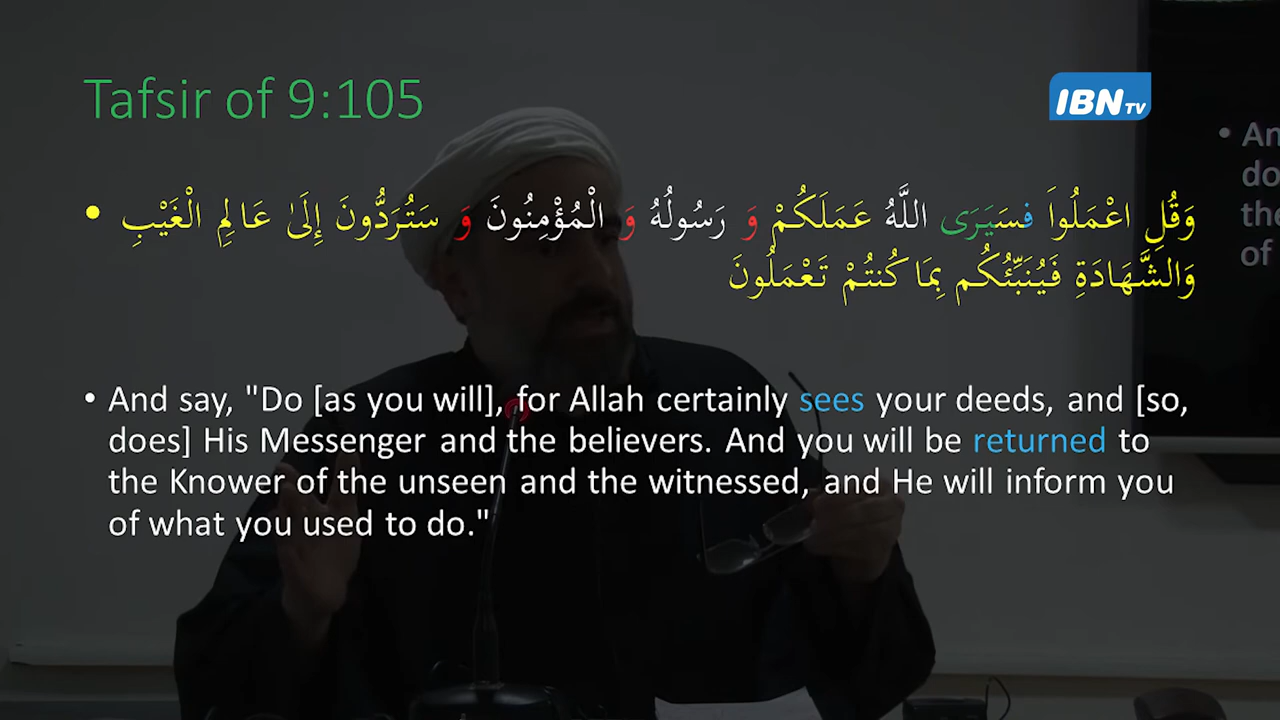 Tafsir of 9:105
IBN TV
• An
do
the
of
• وَقُلِ اعْمَلُواَ فسَيَرَى اللَّهُ عَمَلَكُمْ وَ رَسُولُهُ وَ الْمُؤْمِنُونَ وَ سَتُرَدُّونَ إِلَىٰ عَالِمِ الْغَيْبِ
وَالشَّهَادَةِ فَيُنَبِّئُكُم بِمَا كُنتُمْ تَعْمَلُونَ
• And say, "Do [as you will], for Allah certainly sees your deeds, and [so,
does] His Messenger and the believers. And you will be returned to
the Knower of the unseen and the witnessed, and He will inform you
of what you used to do."